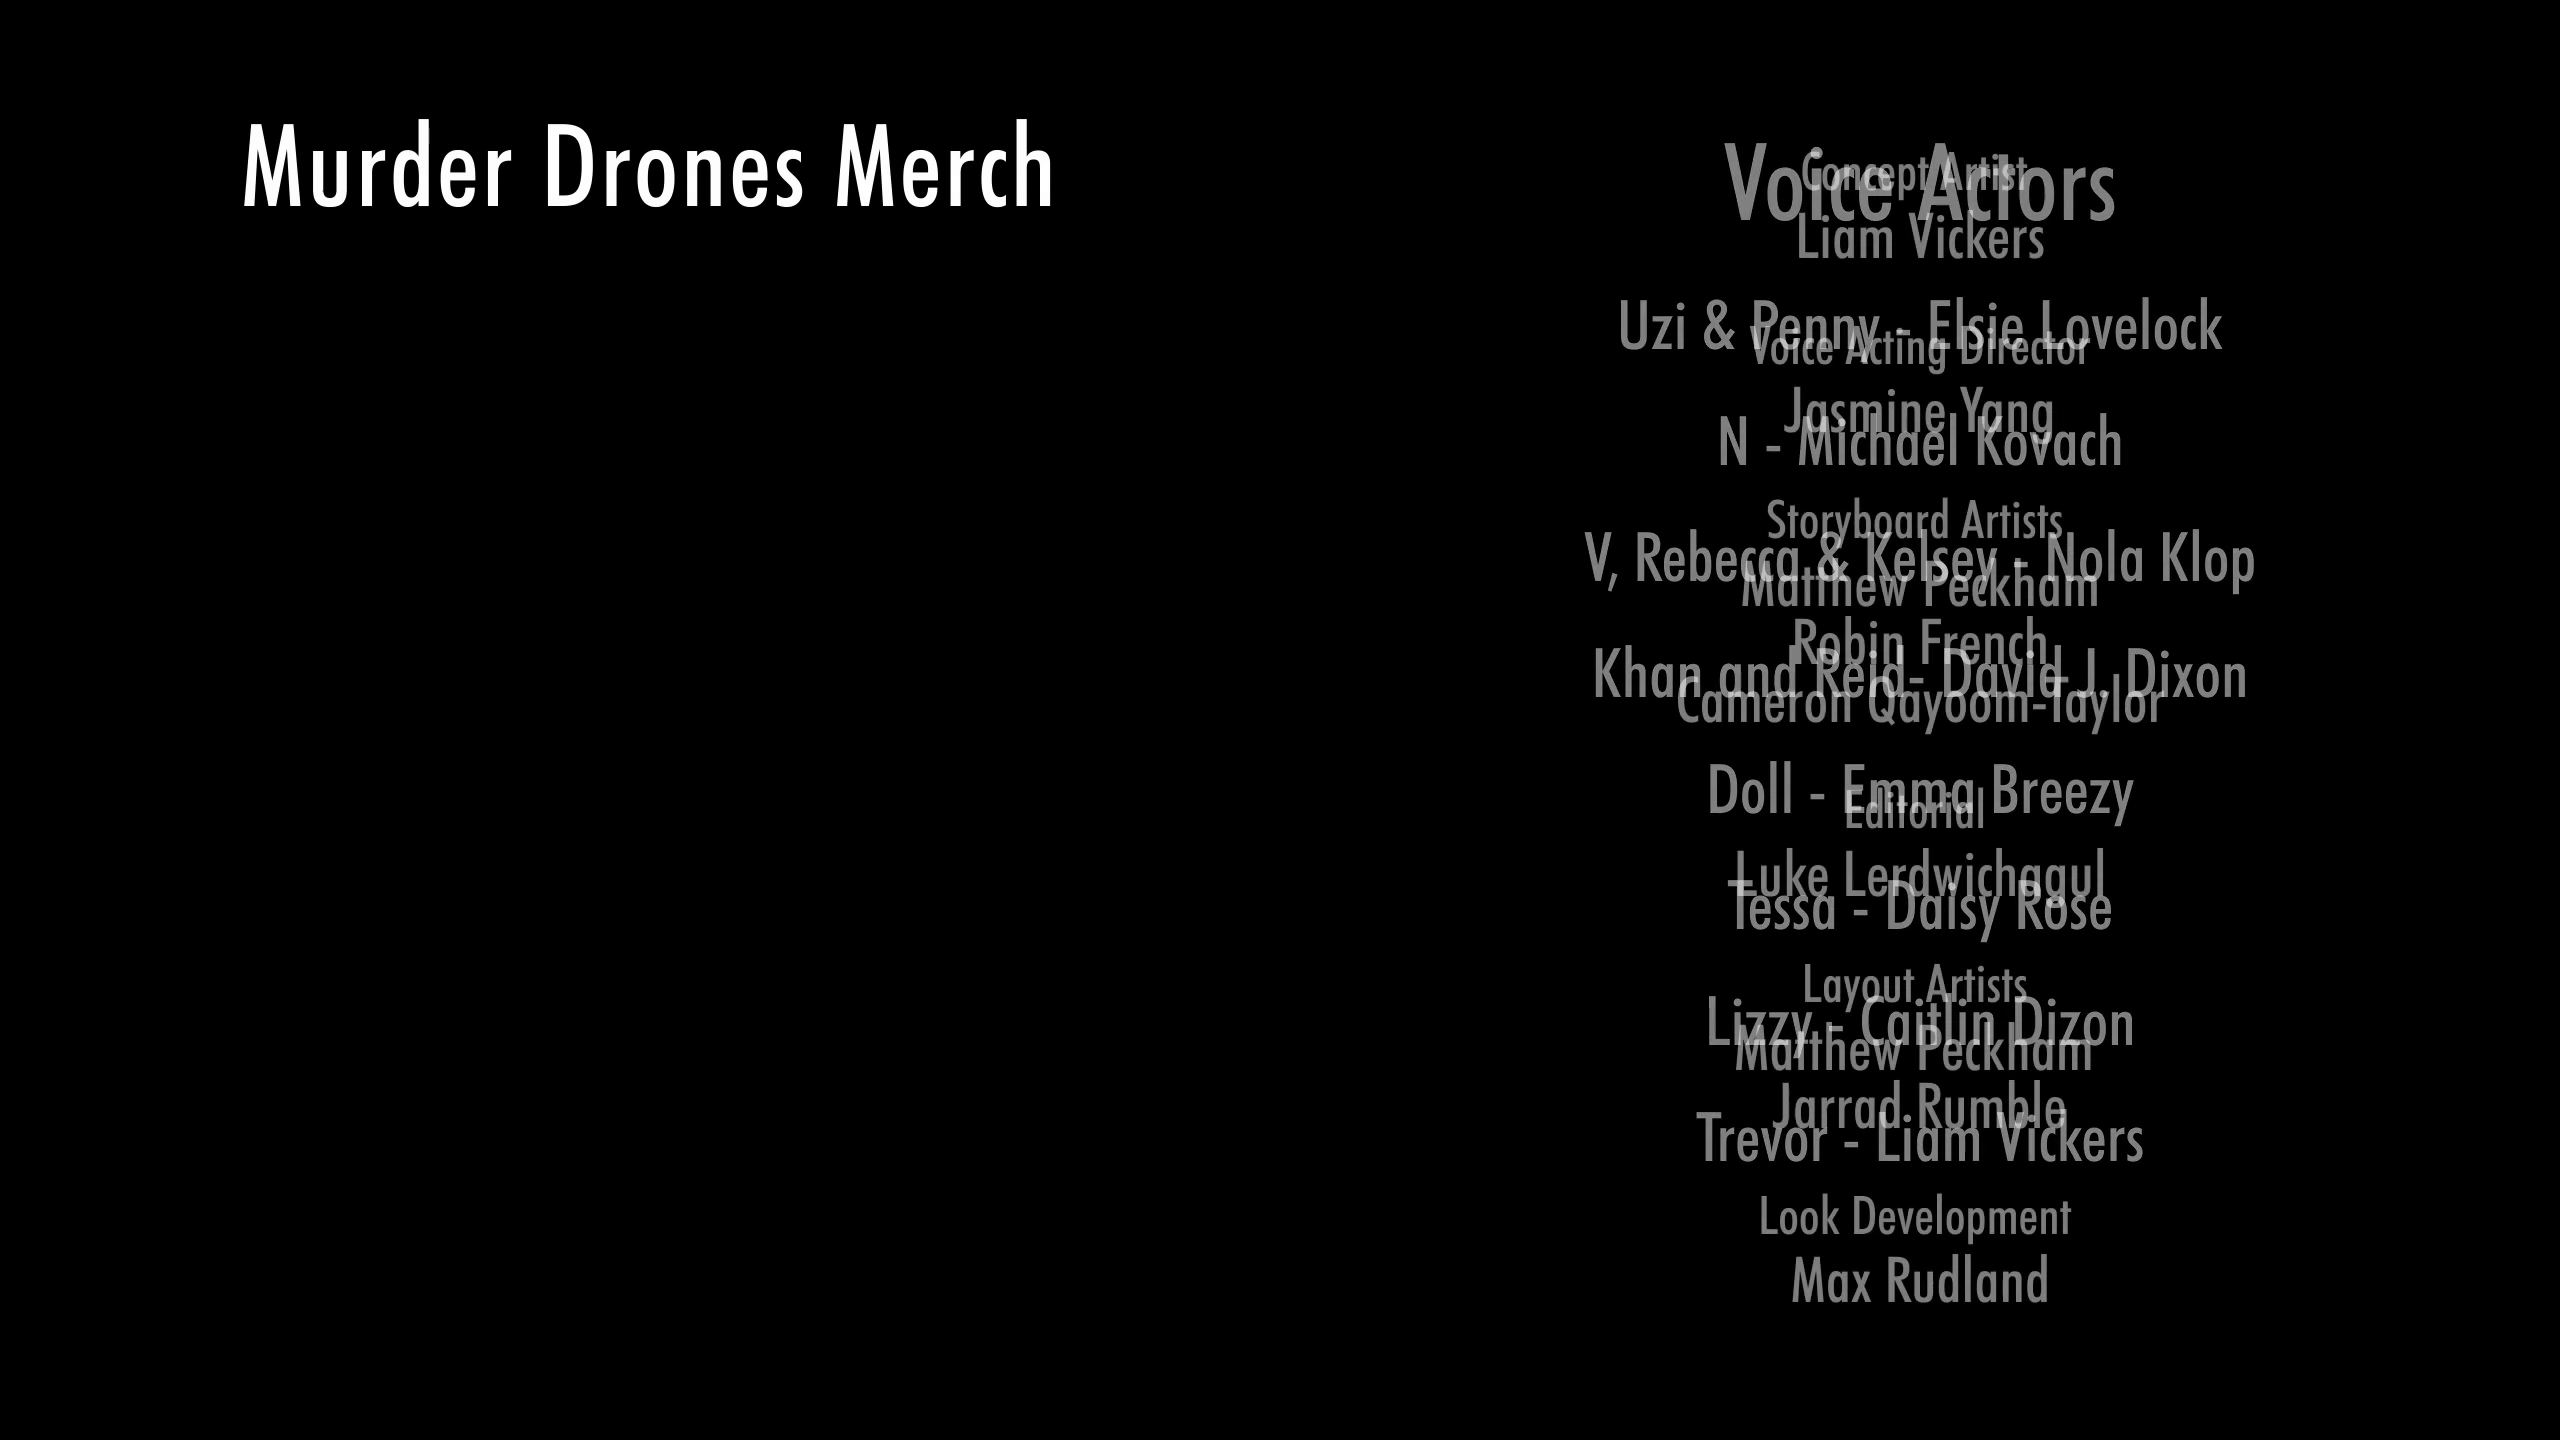 Murder Drones Merch
Voice Actors
Uzi & Penny - Elsie Lovelock
N - Michael Kovach
V, Rebecca & Kelsey - Nola Klop
Khan and Reid- David J. Dixon
Doll - Emma Breezy
Tessa - Daisy Rose
Lizzy - Caitlin Dizon
Trevor - Liam Vickers
Concept Artist
Liam Vickers
Voice Acting Director
Jasmine Yang
Storyboard Artists
Matthew Peckham
Robin French
Cameron Qayoom-Taylor
Editorial
Luke Lerdwichagul
Layout Artists
Matthew Peckham
Jarrad Rumble
Look Development
Max Rudland